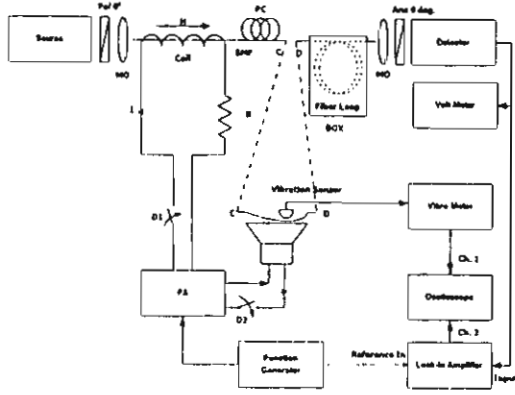 Pol 0°
H
PC
Ana θ deg.
Source
MO
Coil
SMF
C
D
Fiber Loop
BOX
MO
Detector
Volt Meter
I
R
Vibration Sensor
C
D
Vibro Meter
D1
Ch. 1
PA
D2
Oscilloscope
Ch. 2
Function
Generator
Reference In
Lock-In Amplifier
Input